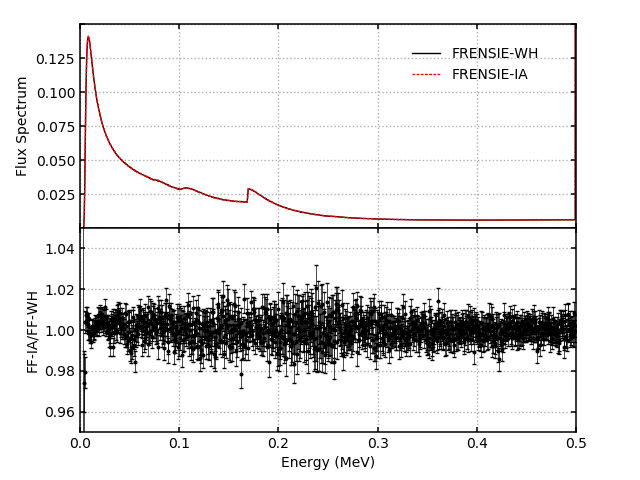 FRENSIE-WH
FRENSIE-IA
Flux Spectrum
0.125
0.100
0.075
0.050
0.025
FF-IA/FF-WH
1.04
1.02
1.00
0.98
0.96
0.0 0.1 0.2 0.3 0.4 0.5
Energy (MeV)